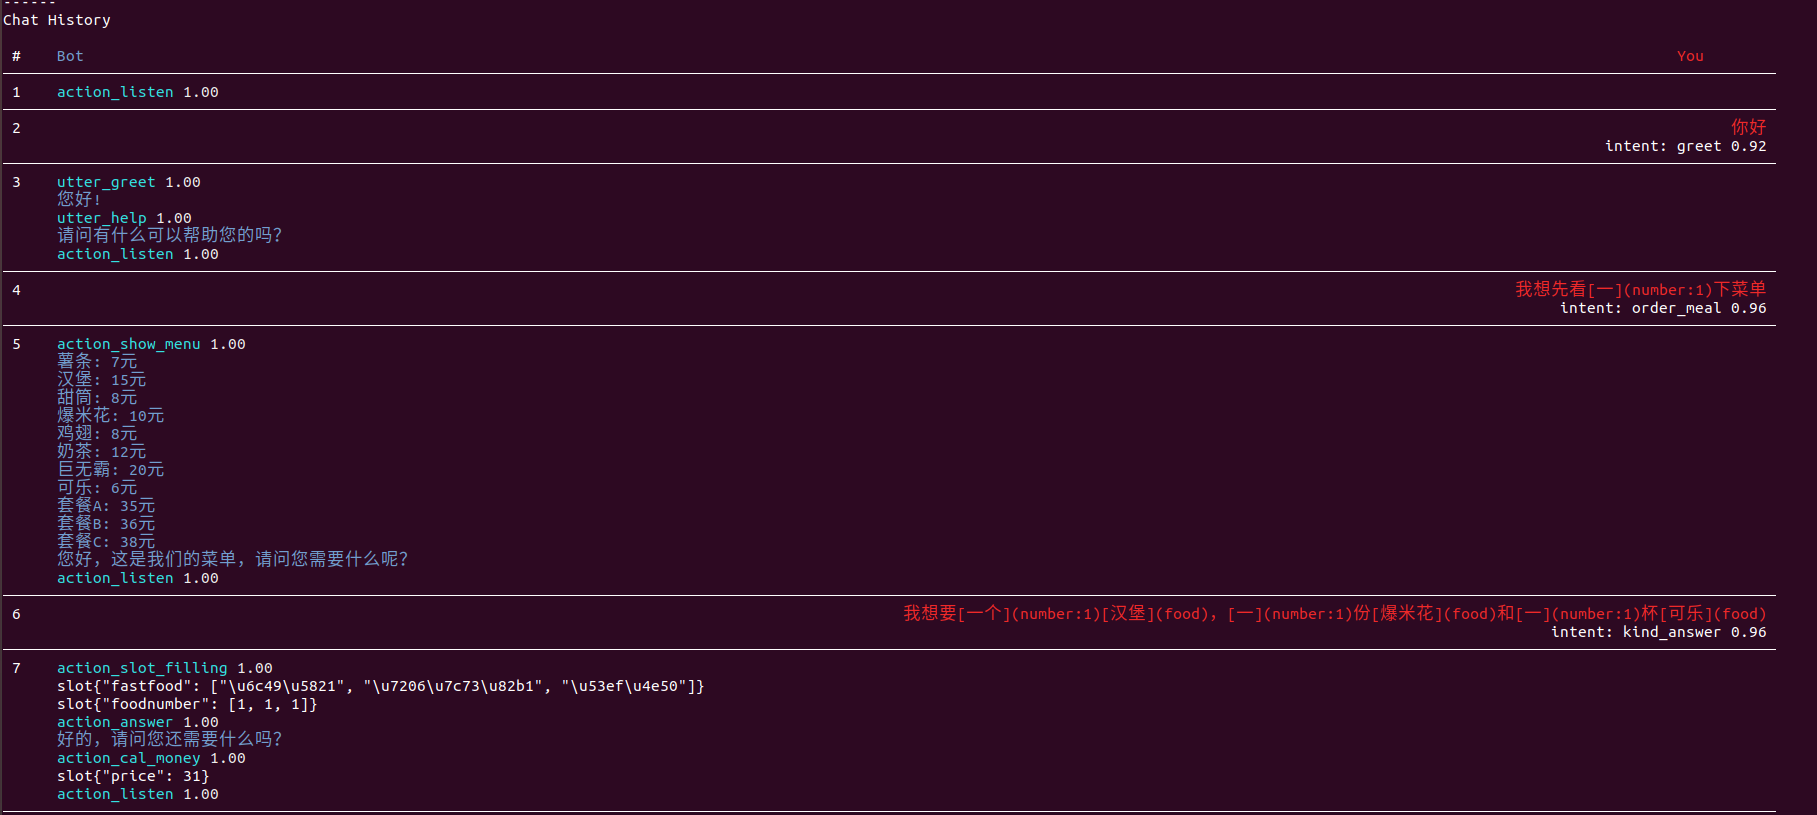 ------
Chat History
# Bot You
1 action_listen 1.00
2 你好
intent: greet 0.92
3 utter_greet 1.00
您好!
utter_help 1.00
请问有什么可以帮助您的吗?
action_listen 1.00
4 我想先看[一](number:1)下菜单
intent: order_meal 0.96
5 action_show_menu 1.00
薯条: 7元
汉堡: 15元
甜筒: 8元
爆米花: 10元
鸡翅: 8元
奶茶: 12元
巨无霸: 20元
可乐: 6元
套餐A: 35元
套餐B: 36元
套餐C: 38元
您好，这是我们的菜单，请问您需要什么呢?
action_listen 1.00
6 我想要[一个](number:1)[汉堡](food)，[一](number:1)份[爆米花](food)和[一](number:1)杯[可乐](food)
intent: kind_answer 0.96
7 action_slot_filling 1.00
slot{"fastfood": ["\u6c49\u5821", "\u7206\u7c73\u82b1", "\u53ef\u4e50"]}
slot{"foodnumber": [1, 1, 1]}
action_answer 1.00
好的，请问您还需要什么吗?
action_cal_money 1.00
slot{"price": 31}
action_listen 1.00